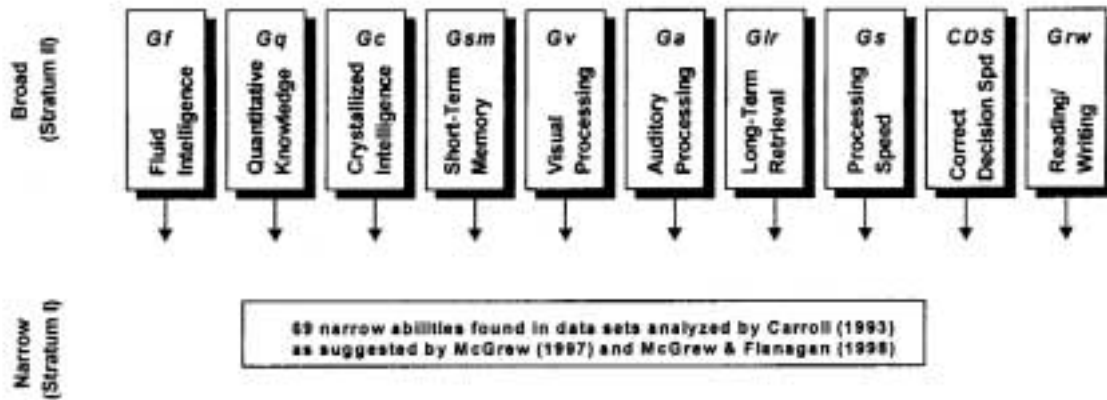 Broad
(Stratum II)
Gf
Fluid
Intelligence
Gq
Quantitative
Knowledge
Gc
Crystallized
Intelligence
Gsm
Short-Term
Memory
Gv
Visual
Processing
Ga
Auditory
Processing
Glr
Long-Term
Retrieval
Gs
Processing
Speed
CDS
Correct
Decision Spd
Grw
Reading/
Writing
Narrow
(Stratum I)
69 narrow abilities found in data sets analyzed by Carroll (1993)
as suggested by McGrew (1997) and McGrew & Flanagan (1998)